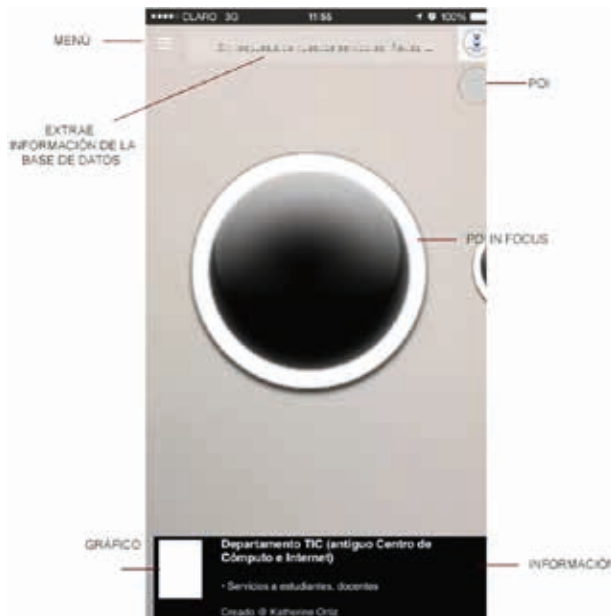 CLARO 3G 11:55 100%
MENÚ
POI
EXTRAE
INFORMACIÓN DE LA
BASE DE DATOS
POI IN FOCUS
GRÁFICO
Departamento TIC (antiguo Centro de
Cómputo e Internet)
• Servicios a estudiantes, docentes
INFORMACIÓN
Creado @ Katherine Ortiz